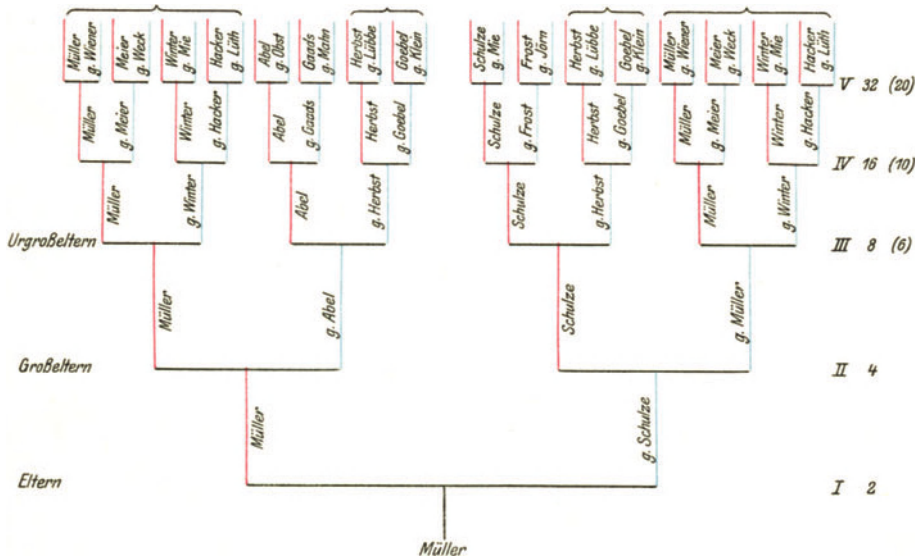 Müller
g. Wiener
Meier
g. Weck
Winter
g. Mie
Hacker
g. Lüth
Abel
g. Obst
Gaads
g. Mahn
Herbst
g. Lübbe
Goebel
g. Klein
Schulze
g. Mie
Frost
g. Jörn
Herbst
g. Lübbe
Goebel
g. Klein
Müller
g. Wiener
Meier
g. Weck
Winter
g. Mie
Hacker
g. Lüth
V 32 (20)
Müller
g. Meier
Winter
g. Hacker
Abel
g. Gaads
Herbst
g. Goebel
Schulze
g. Frost
Herbst
g. Goebel
Müller
g. Meier
Winter
g. Hacker
IV 16 (10)
Müller
g. Winter
Abel
g. Herbst
Schulze
g. Herbst
Müller
g. Winter
Urgroßeltern
III 8 (6)
Müller
g. Abel
Schulze
g. Müller
Großeltern
II 4
Müller
g. Schulze
Eltern
I 2
Müller